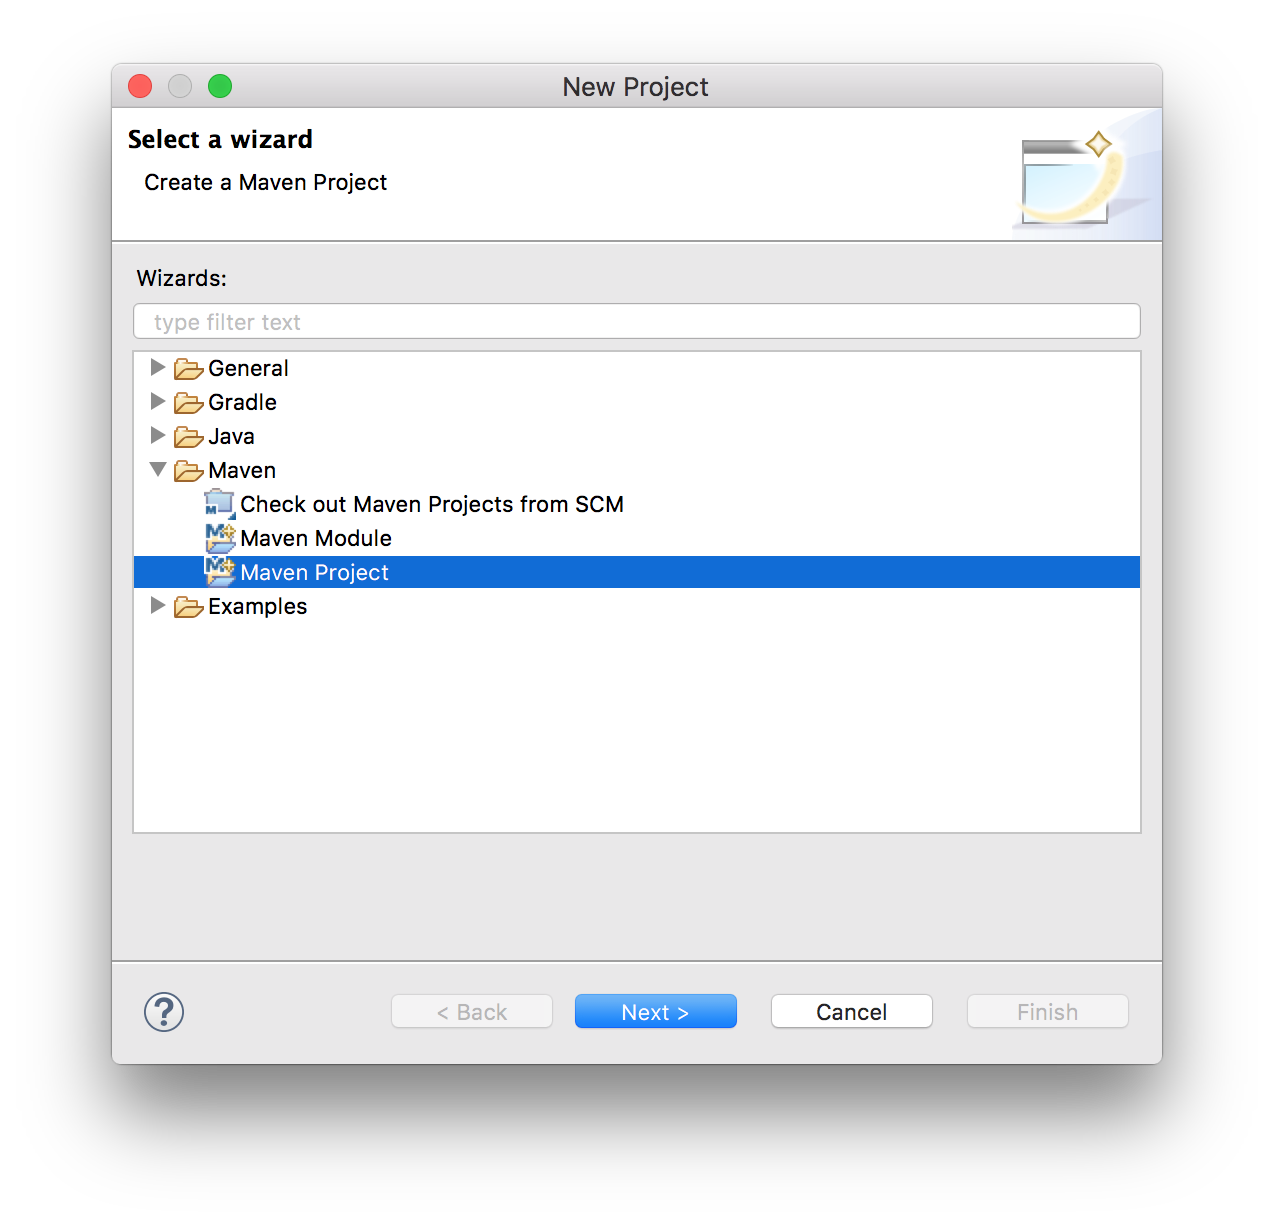 New Project
Select a wizard
Create a Maven Project
Wizards:
type filter text
General
Gradle
Java
Maven
Check out Maven Projects from SCM
Maven Module
Maven Project
Examples
?
< Back
Next >
Cancel
Finish